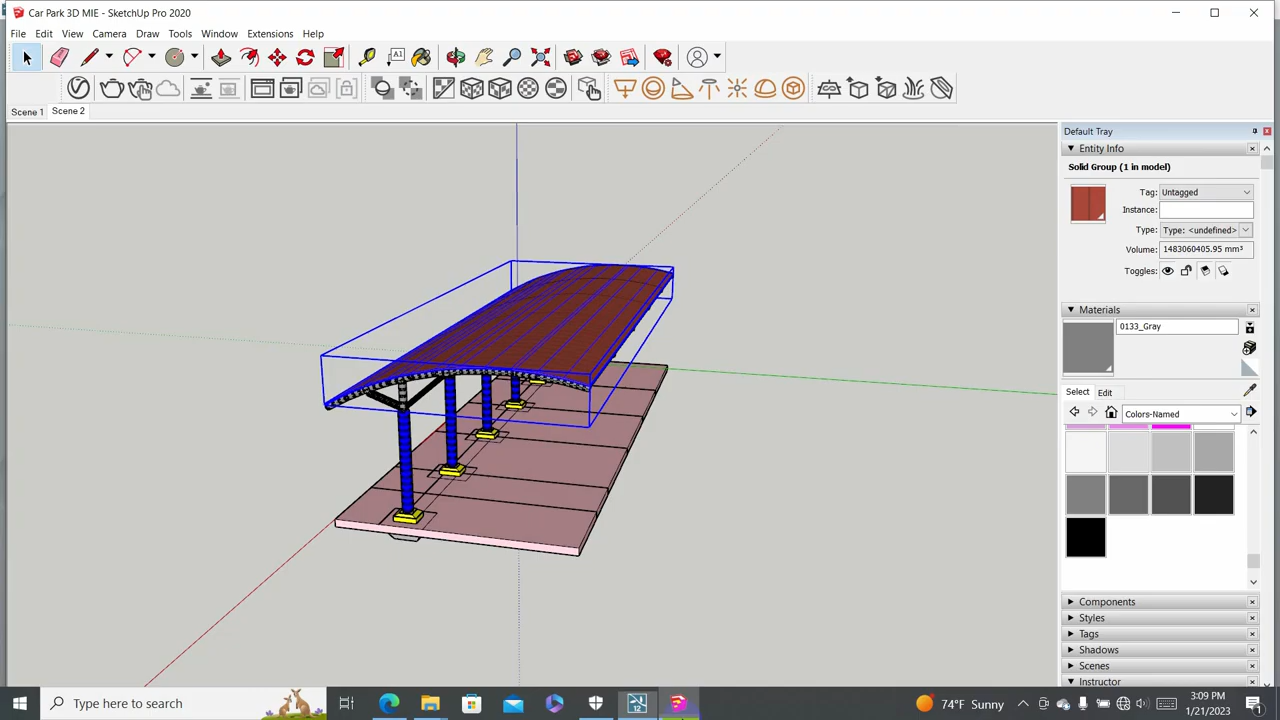 Car Park 3D MIE - SketchUp Pro 2020
File Edit View Camera Draw Tools Window Extensions Help
Scene 1 Scene 2
Default Tray
Entity Info
Solid Group (1 in model)
Tag: Untagged
Instance:
Type: Type: <undefined>
Volume: 1483060405.95 mm³
Toggles:
Materials
0133_Gray
Select Edit
Colors-Named
Components
Styles
Tags
Shadows
Scenes
Instructor
Type here to search
12
74°F Sunny
3:09 PM
1/21/2023